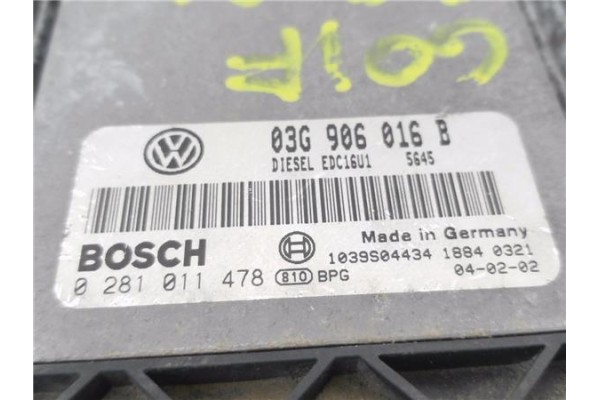 GOLF
VW
03G 906 016 B
DIESEL EDC16U1 5645
BOSCH
Made in Germany
1039S04434 1884 0321
0 281 011 478 810 BPG
04-02-02